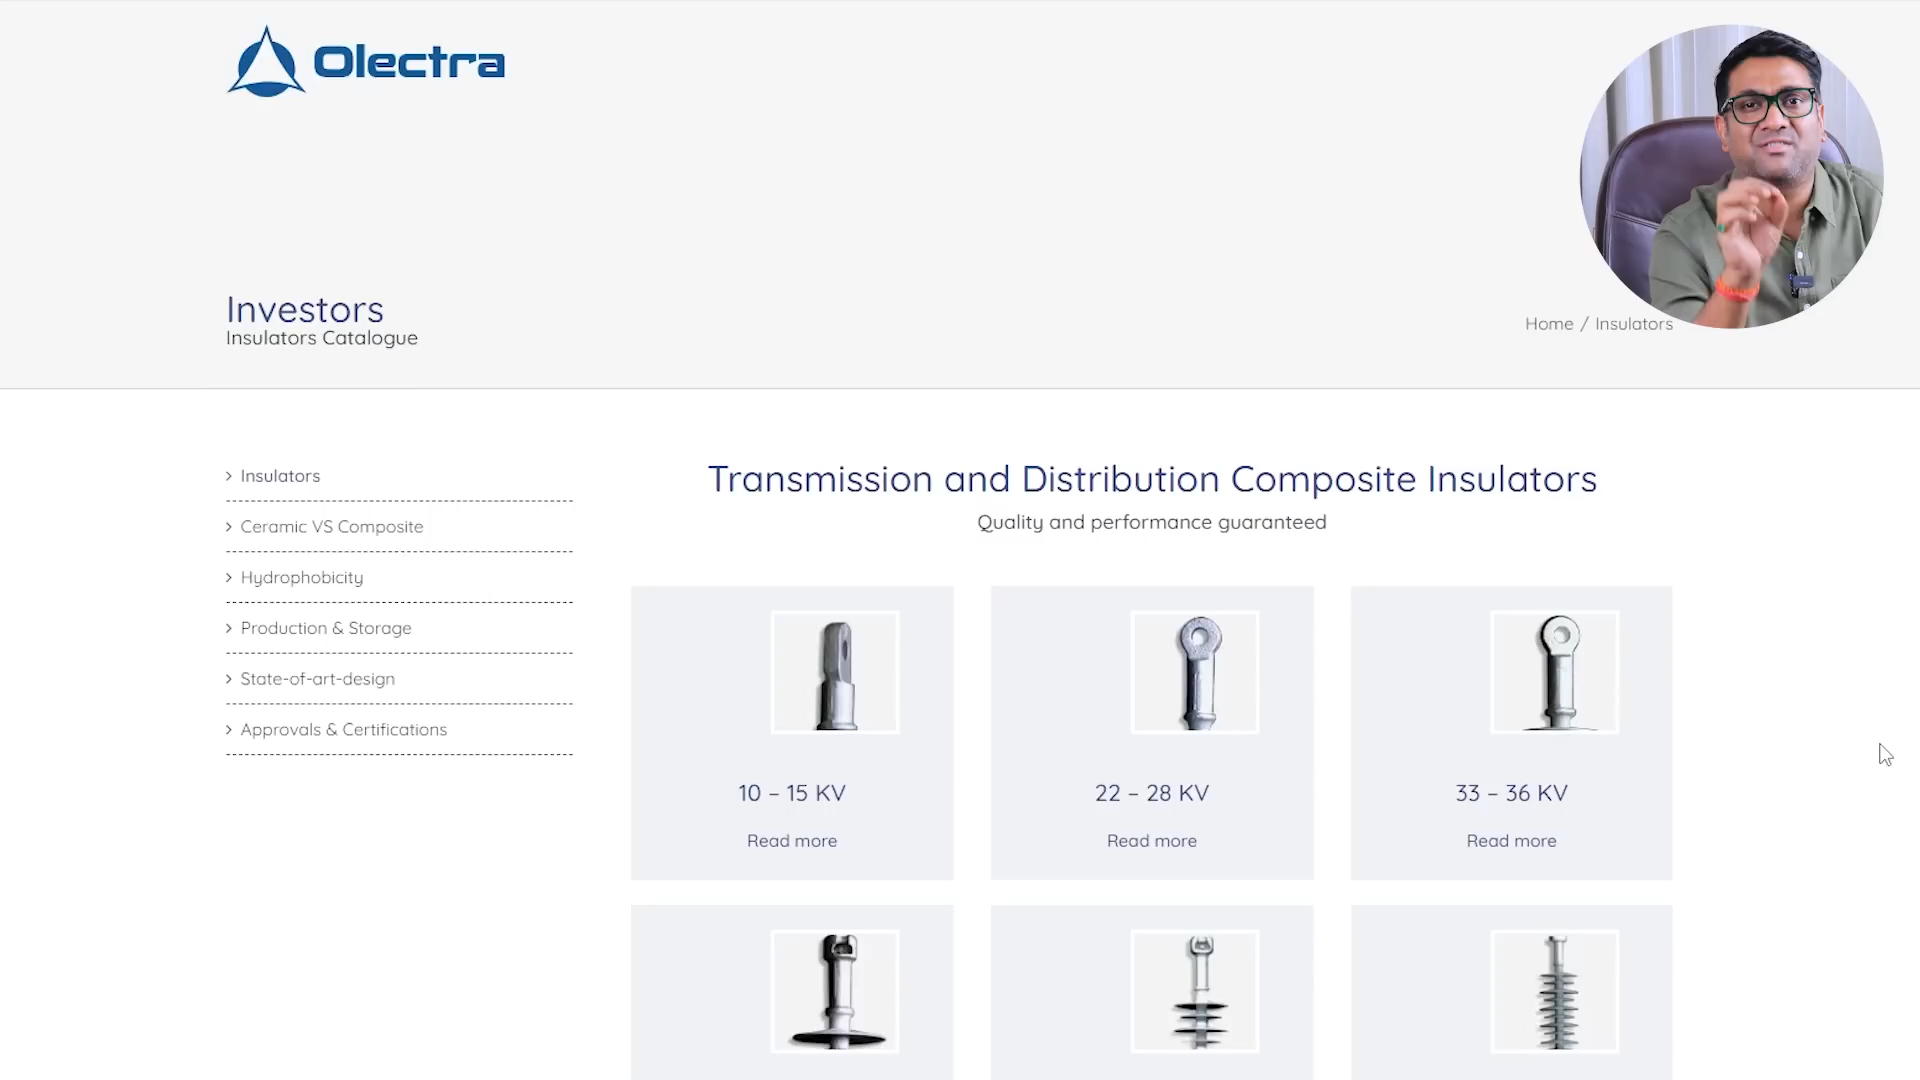 Olectra
Investors
Insulators Catalogue
Home / Insulators
Insulators
Ceramic VS Composite
Hydrophobicity
Production & Storage
State-of-art-design
Approvals & Certifications
Transmission and Distribution Composite Insulators
Quality and performance guaranteed
10 – 15 KV
Read more
22 – 28 KV
Read more
33 – 36 KV
Read more